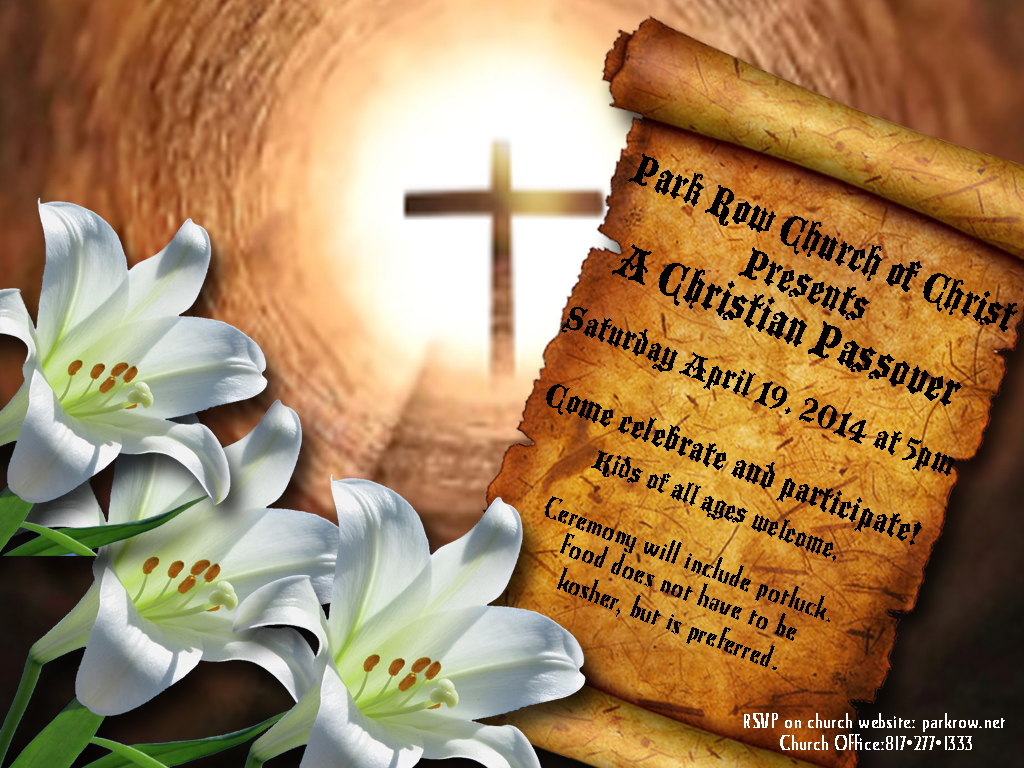 Park Row Church of Christ
Presents
A Christian Passover
Saturday April 19, 2014 at 5pm
Come celebrate and participate!
Kids of all ages welcome.
Ceremony will include potluck.
Food does not have to be
kosher, but is preferred.
RSVP on church website: parkrow.net
Church Office:817•277•1333